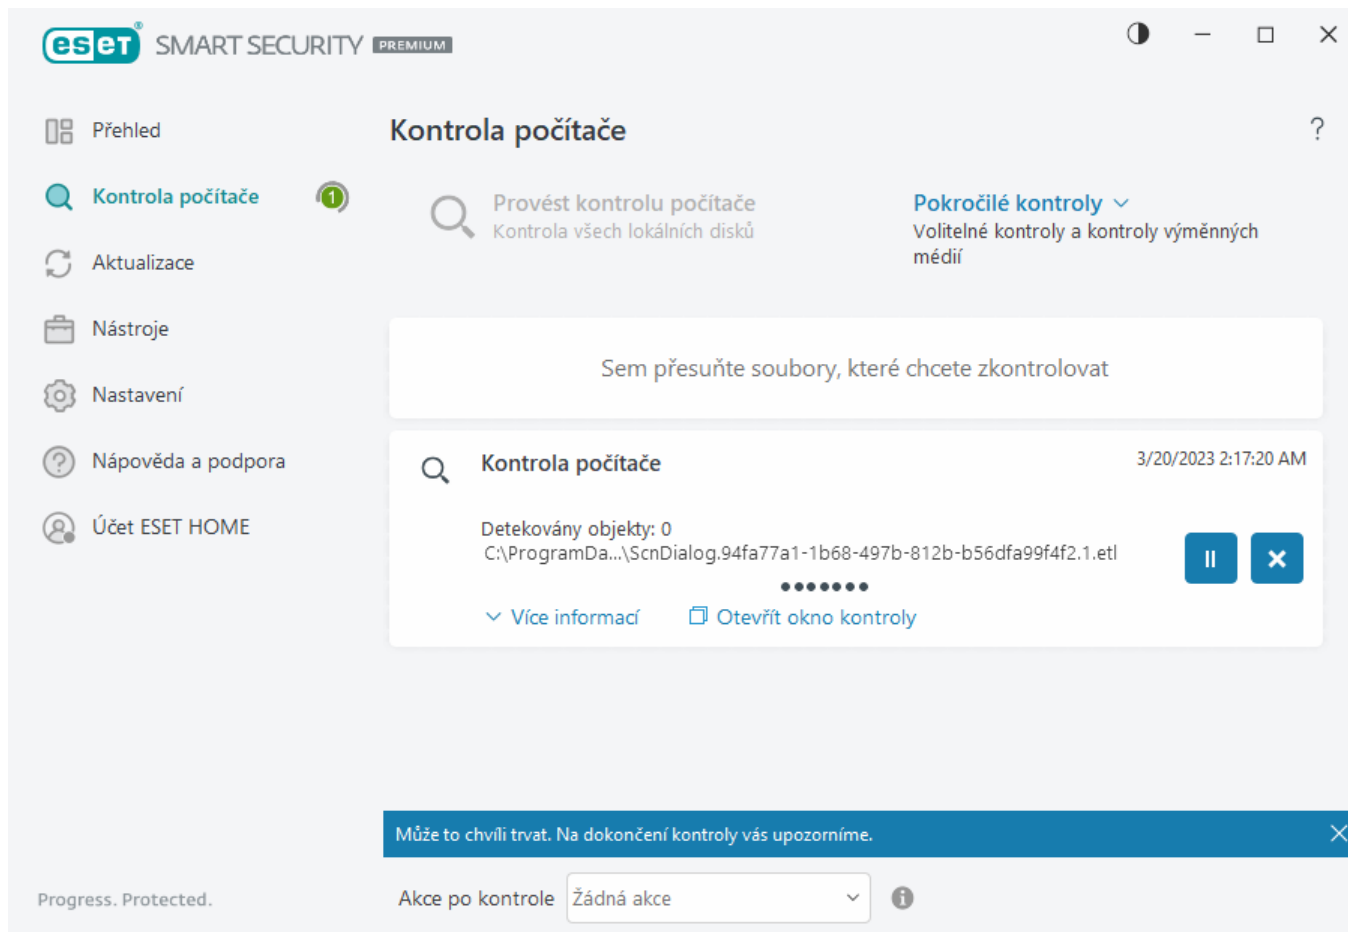 eset® SMART SECURITY PREMIUM
Přehled
Kontrola počítače 1
Aktualizace
Nástroje
Nastavení
Nápověda a podpora
Účet ESET HOME
Progress. Protected.
Kontrola počítače
?
Provést kontrolu počítače
Kontrola všech lokálních disků
Pokročilé kontroly
Volitelné kontroly a kontroly výměnných
médií
Sem přesuňte soubory, které chcete zkontrolovat
Kontrola počítače
3/20/2023 2:17:20 AM
Detekovány objekty: 0
C:\ProgramDa...\ScnDialog.94fa77a1-1b68-497b-812b-b56dfa99f4f2.1.etl
Více informací
Otevřít okno kontroly
Může to chvíli trvat. Na dokončení kontroly vás upozorníme.
Akce po kontrole
Žádná akce